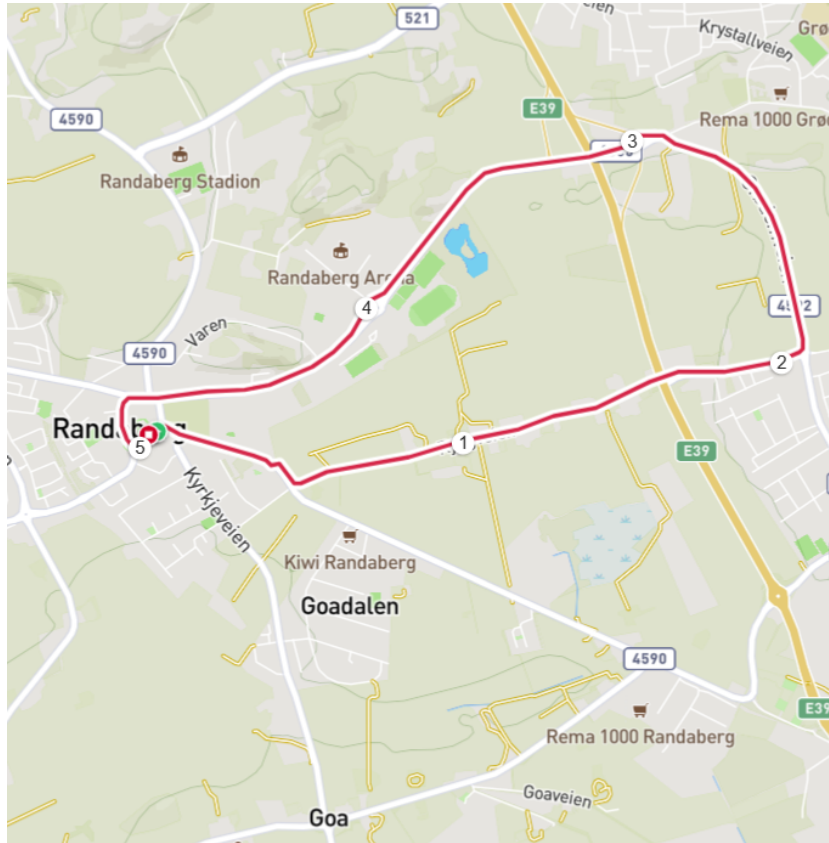 521
Krystallveien
Grø
E39
Rema 1000 Grø
4590
3
Randaberg Stadion
Randaberg Arena
4
Varen
4590
2
Randaberg
5
1
E39
Kyrkjeveien
Kiwi Randaberg
Goadalen
4590
E39
Rema 1000 Randaberg
Goaveien
Goa